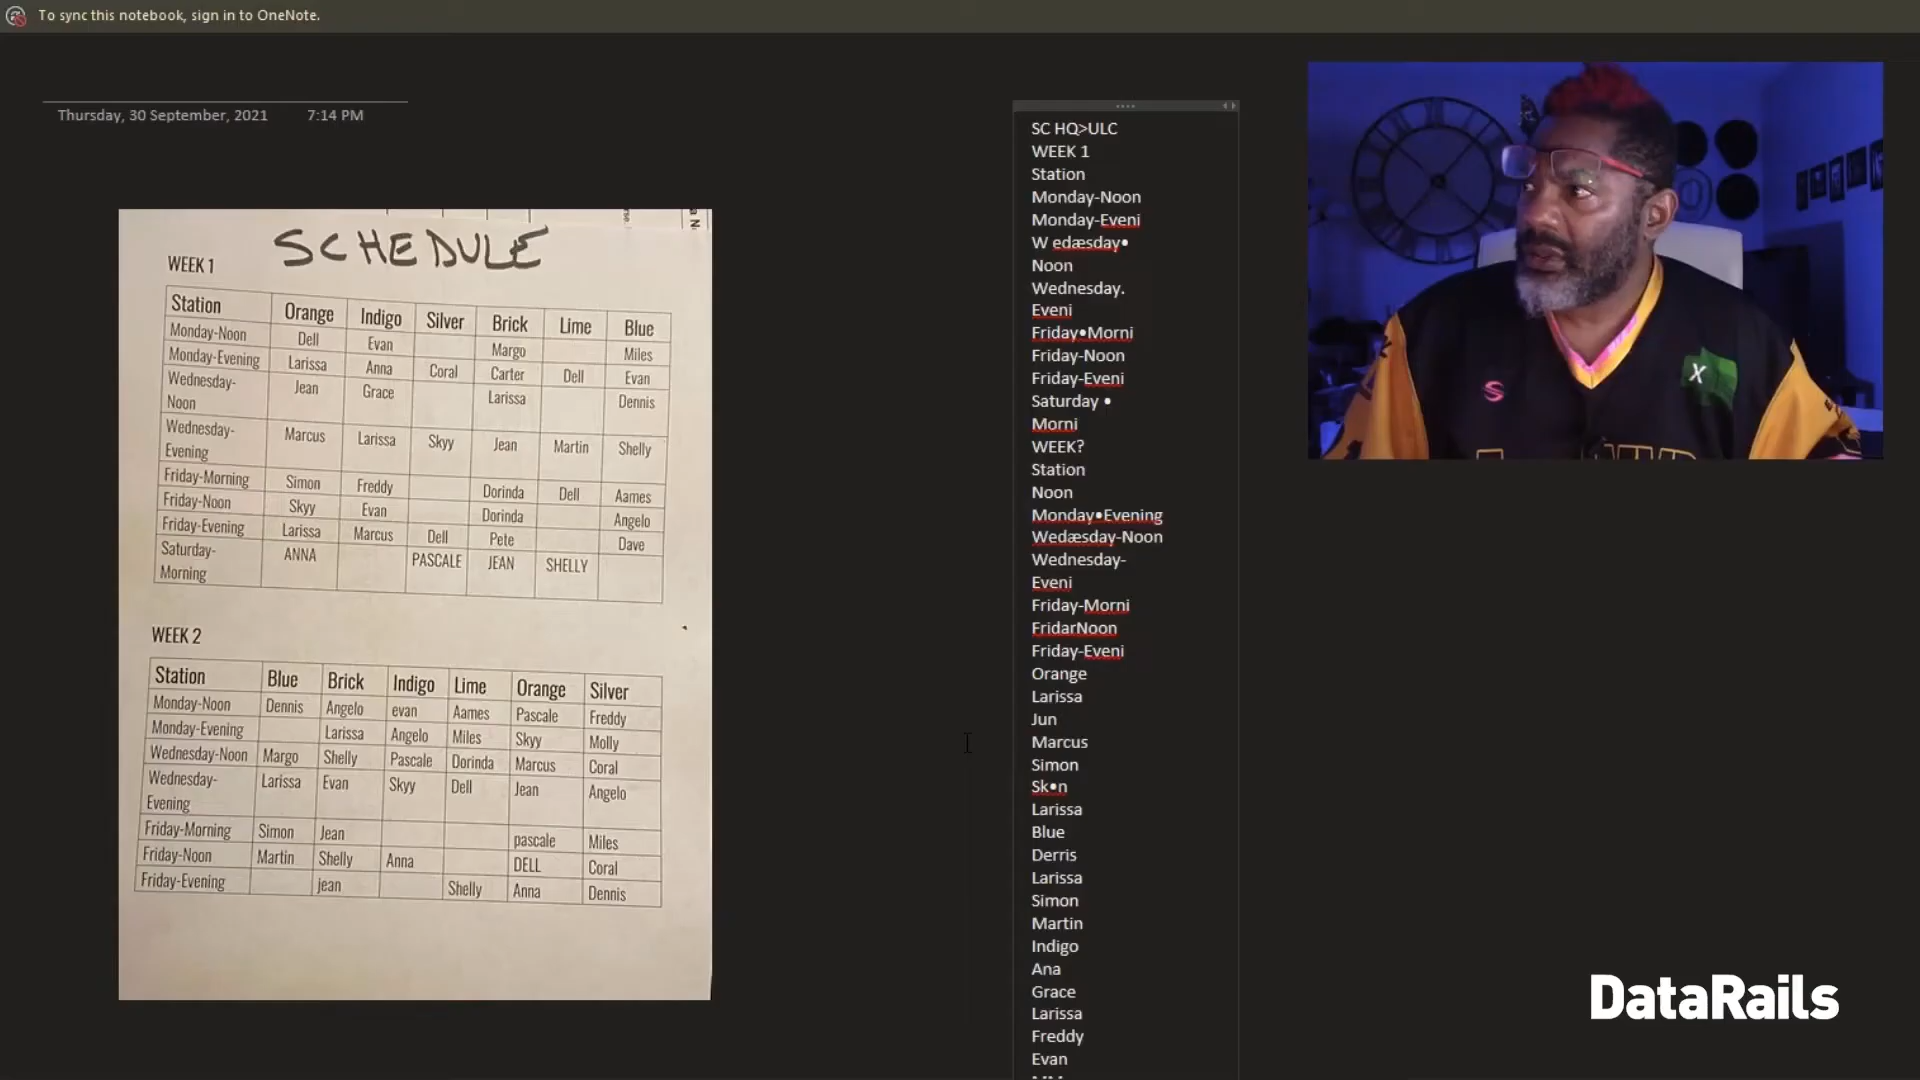 To sync this notebook, sign in to OneNote.
Thursday, 30 September, 2021 7:14 PM
SCHEDULE
WEEK 1
Station Orange Indigo Silver Brick Lime Blue
Monday-Noon Dell Evan Margo Miles
Monday-Evening Larissa Anna Coral Carter Dell Evan
Wednesday- Jean Grace Larissa Dennis
Noon
Wednesday- Marcus Larissa Skyy Jean Martin Shelly
Evening
Friday-Morning Simon Freddy Dorinda Dell Aames
Friday-Noon Skyy Evan Dorinda Angelo
Friday-Evening Larissa Marcus Dell Pete Dave
Saturday- ANNA PASCALE JEAN SHELLY
Morning
WEEK 2
Station Blue Brick Indigo Lime Orange Silver
Monday-Noon Dennis Angelo evan Aames Pascale Freddy
Monday-Evening Larissa Angelo Miles Skyy Molly
Wednesday-Noon Margo Shelly Pascale Dorinda Marcus Coral
Wednesday- Larissa Evan Skyy Dell Jean Angelo
Evening
Friday-Morning Simon Jean pascale Miles
Friday-Noon Martin Shelly Anna DELL Coral
Friday-Evening jean Shelly Anna Dennis
SC HQ>ULC
WEEK 1
Station
Monday-Noon
Monday-Eveni
W edæsday•
Noon
Wednesday.
Eveni
Friday•Morni
Friday-Noon
Friday-Eveni
Saturday •
Morni
WEEK?
Station
Noon
Monday•Evening
Wedæsday-Noon
Wednesday-
Eveni
Friday-Morni
FridarNoon
Friday-Eveni
Orange
Larissa
Jun
Marcus
Simon
Sk•n
Larissa
Blue
Derris
Larissa
Simon
Martin
Indigo
Ana
Grace
Larissa
Freddy
Evan
X
DataRails